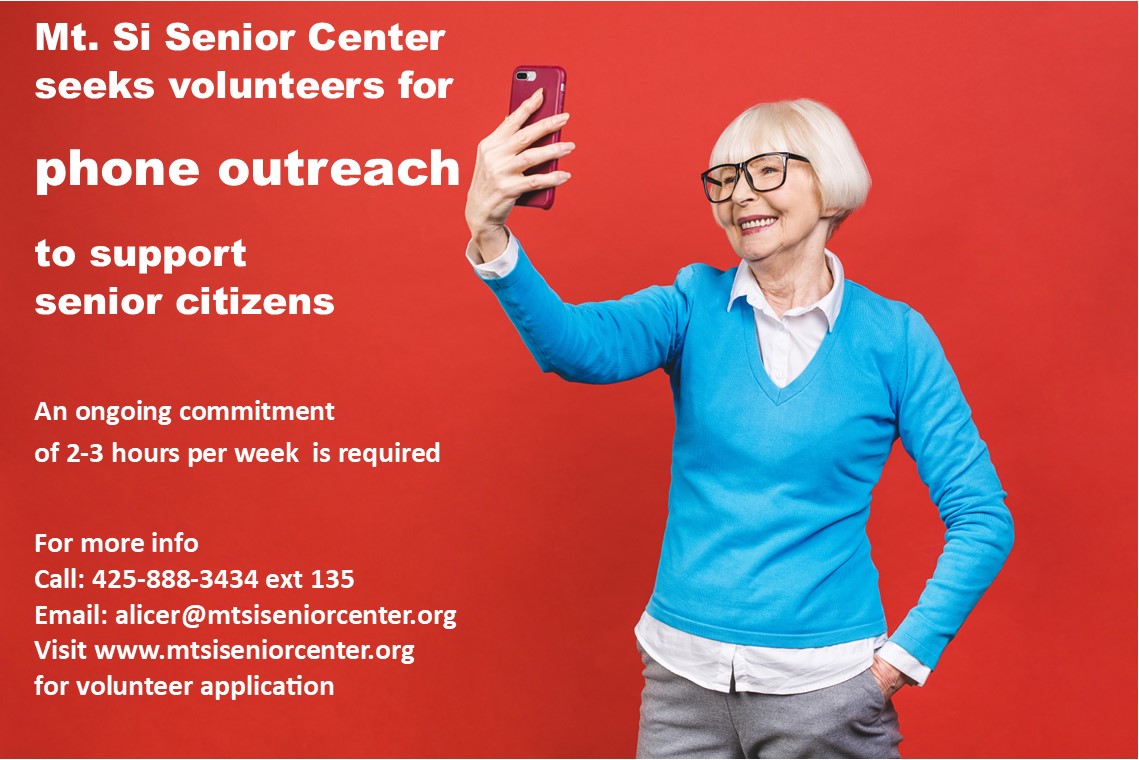 Mt. Si Senior Center
seeks volunteers for
phone outreach
to support
senior citizens
An ongoing commitment
of 2-3 hours per week  is required
For more info
Call: 425-888-3434 ext 135
Email: alicer@mtsiseniorcenter.org
Visit www.mtsiseniorcenter.org
for volunteer application